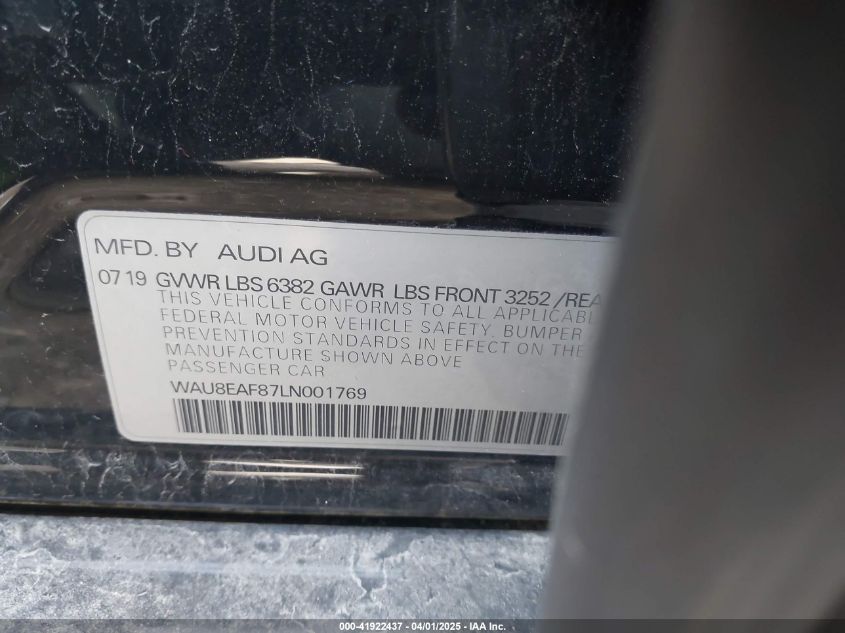 MFD. BY AUDI AG
07 19 GVWR LBS 6382 GAWR LBS FRONT 3252 /REA
THIS VEHICLE CONFORMS TO ALL APPLICABLE
FEDERAL MOTOR VEHICLE SAFETY. BUMPER
PREVENTION STANDARDS IN EFFECT ON THE
MANUFACTURE SHOWN ABOVE
PASSENGER CAR
WAU8EAF87LN001769
000-41922437 - 04/01/2025 - © IAA Inc.